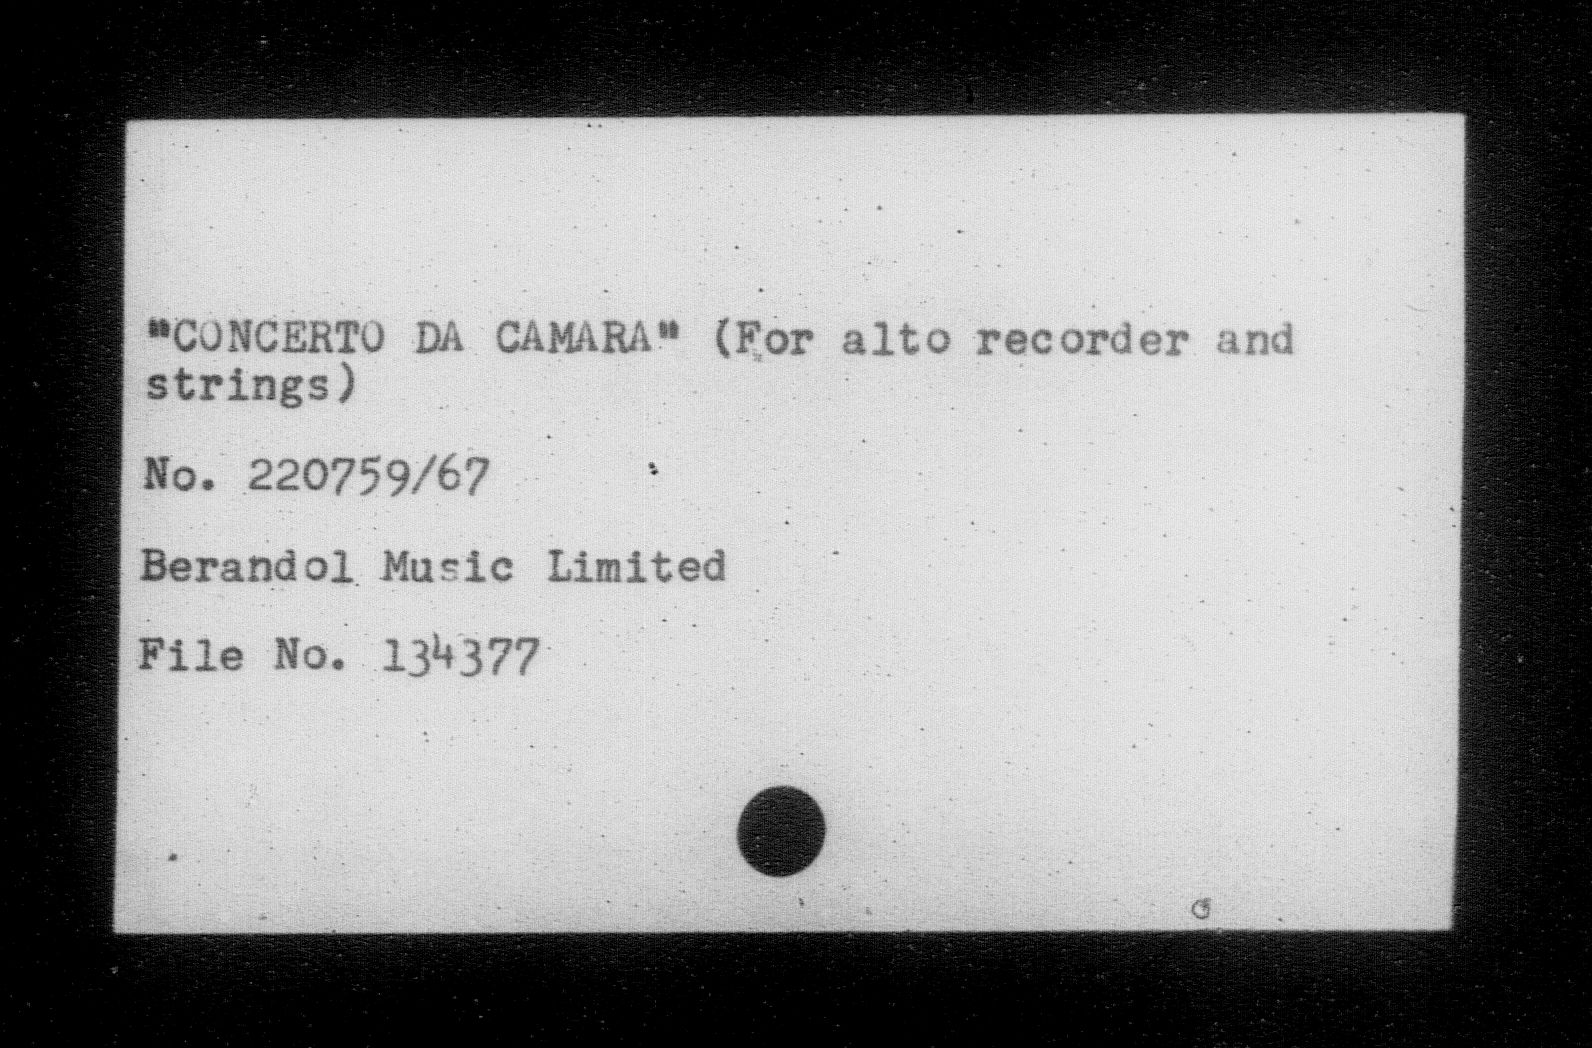 "CONCERTO DA CAMARA" (For alto recorder and
strings)
No. 220759/67
Berandol Music Limited
File No. 134377